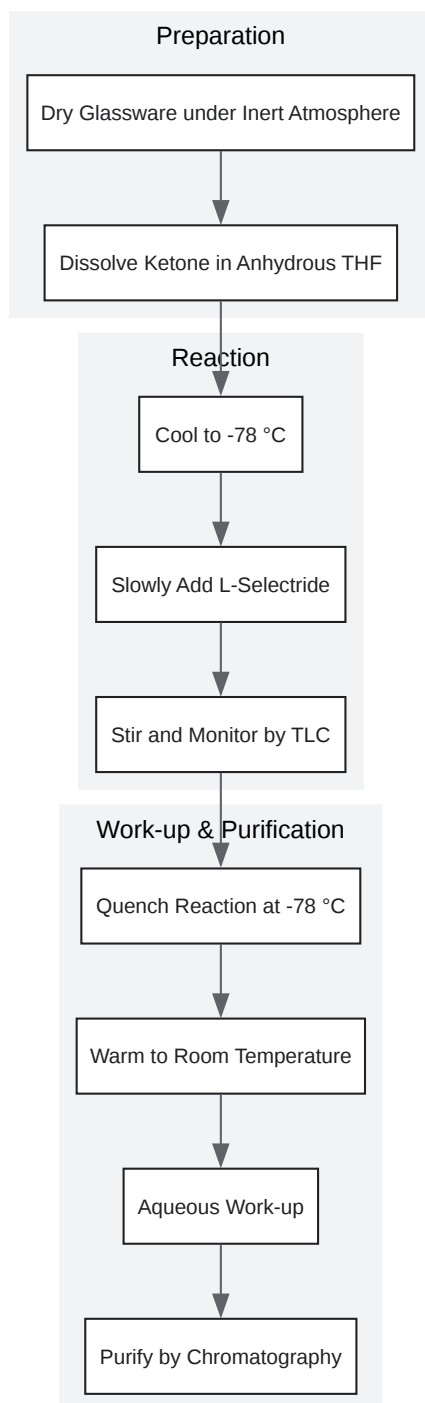 Preparation
Dry Glassware under Inert Atmosphere
Dissolve Ketone in Anhydrous THF
Reaction
Cool to -78 °C
Slowly Add L-Selectride
Stir and Monitor by TLC
Work-up & Purification
Quench Reaction at -78 °C
Warm to Room Temperature
Aqueous Work-up
Purify by Chromatography